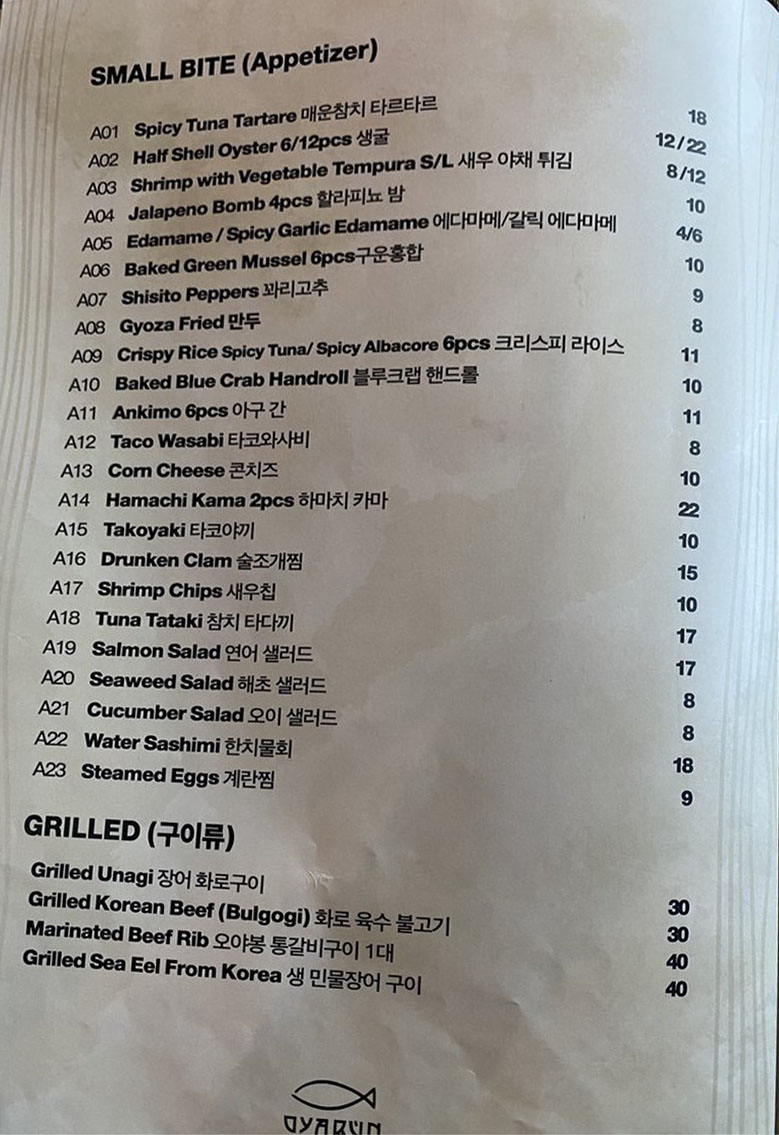 SMALL BITE (Appetizer)
A01 Spicy Tuna Tartare 매운참치 타르타르 18
A02 Half Shell Oyster 6/12pcs 생굴 12/22
A03 Shrimp with Vegetable Tempura S/L 새우 야채 튀김 8/12
A04 Jalapeno Bomb 4pcs 할라피뇨 밤 10
A05 Edamame / Spicy Garlic Edamame 에다마메/갈릭 에다마메 4/6
A06 Baked Green Mussel 6pcs구운홍합 10
A07 Shisito Peppers 꽈리고추 9
A08 Gyoza Fried 만두 8
A09 Crispy Rice Spicy Tuna/ Spicy Albacore 6pcs 크리스피 라이스 11
A10 Baked Blue Crab Handroll 블루크랩 핸드롤 10
A11 Ankimo 6pcs 아구 간 11
A12 Taco Wasabi 타코와사비 8
A13 Corn Cheese 콘치즈 10
A14 Hamachi Kama 2pcs 하마치 카마 22
A15 Takoyaki 타코야끼 10
A16 Drunken Clam 술조개찜 15
A17 Shrimp Chips 새우칩 10
A18 Tuna Tataki 참치 타다끼 17
A19 Salmon Salad 연어 샐러드 17
A20 Seaweed Salad 해초 샐러드 8
A21 Cucumber Salad 오이 샐러드 8
A22 Water Sashimi 한치물회 18
A23 Steamed Eggs 계란찜 9
GRILLED (구이류)
Grilled Unagi 장어 화로구이 30
Grilled Korean Beef (Bulgogi) 화로 육수 불고기 30
Marinated Beef Rib 오야봉 통갈비구이 1대 40
Grilled Sea Eel From Korea 생 민물장어 구이 40